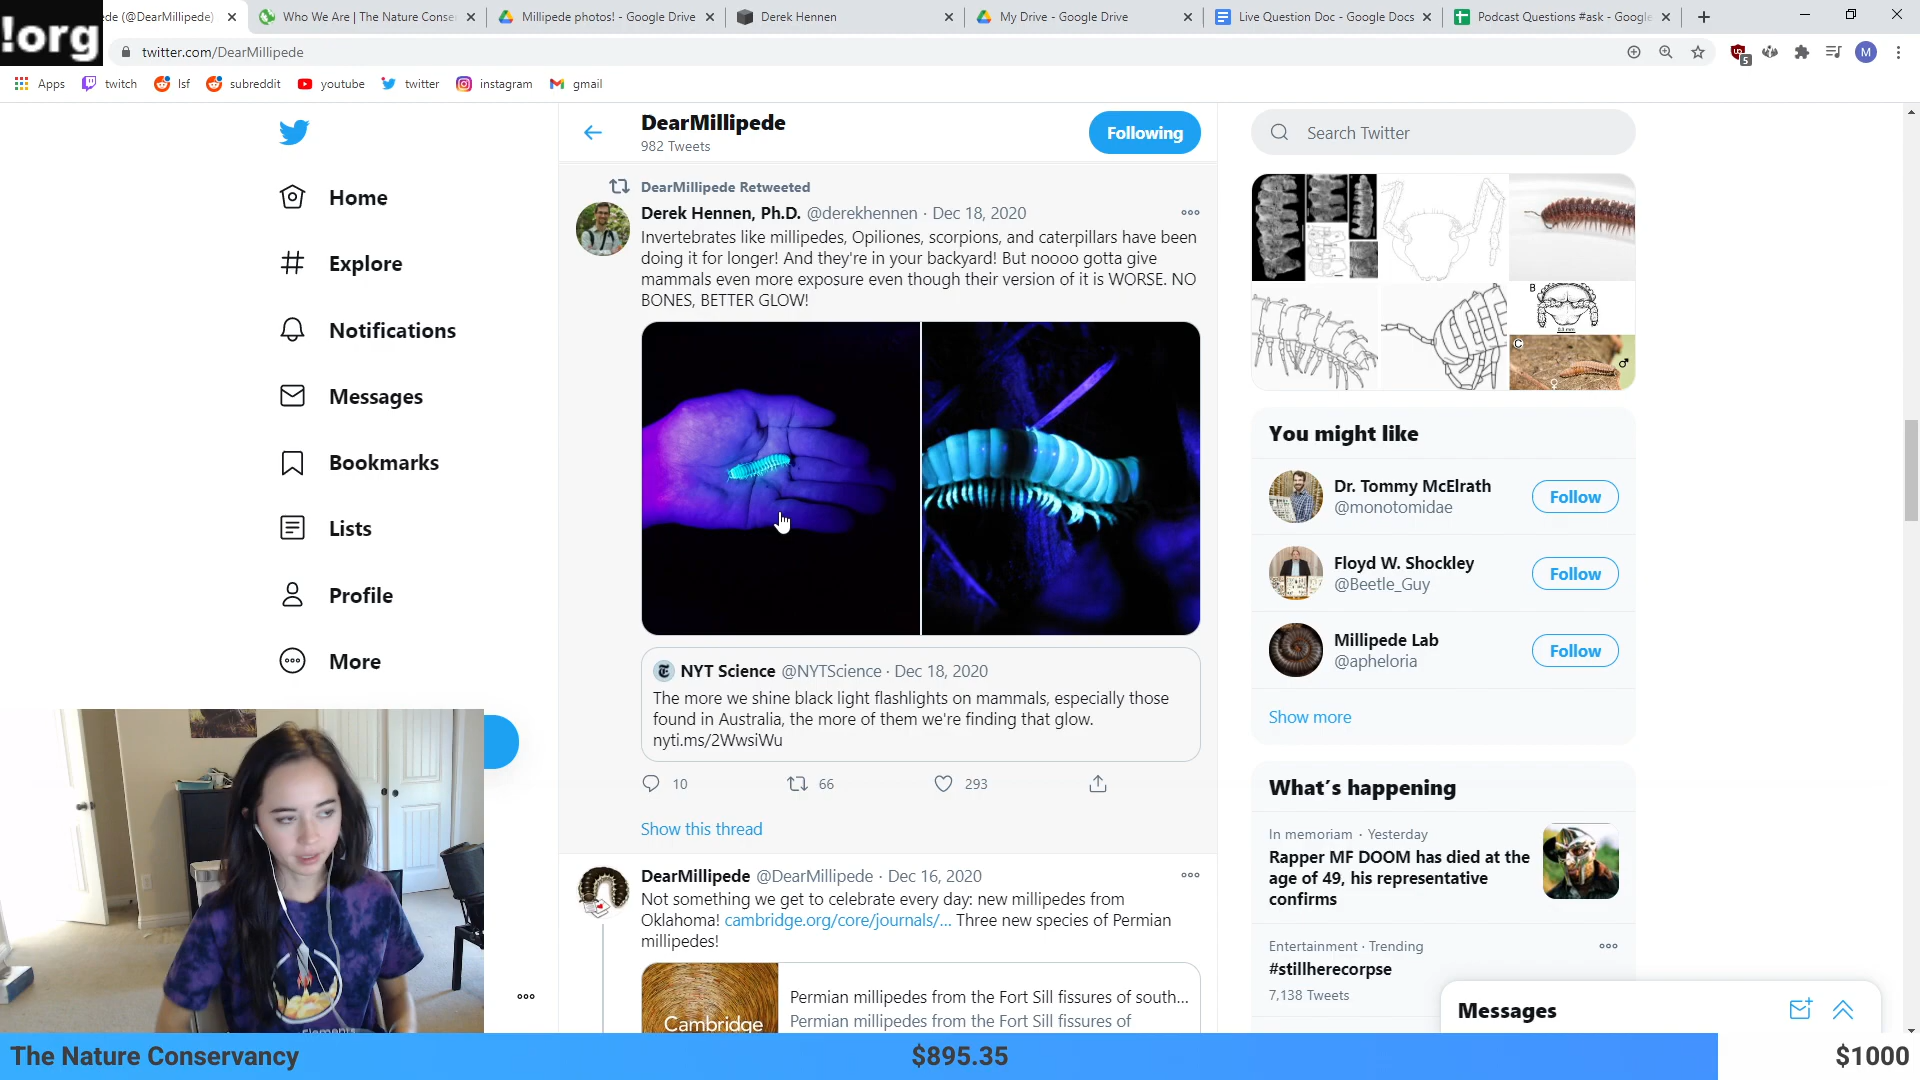 !org
de (@DearMillipede)
Who We Are | The Nature Conse
Millipede photos! - Google Drive
Derek Hennen
My Drive - Google Drive
Live Question Doc - Google Docs
Podcast Questions #ask - Google
twitter.com/DearMillipede
5
M
Apps
twitch
lsf
subreddit
youtube
twitter
instagram
gmail
Home
Explore
Notifications
Messages
Bookmarks
Lists
Profile
More
DearMillipede
982 Tweets
Following
DearMillipede Retweeted
Derek Hennen, Ph.D. @derekhennen · Dec 18, 2020
Invertebrates like millipedes, Opiliones, scorpions, and caterpillars have been
doing it for longer! And they're in your backyard! But noooo gotta give
mammals even more exposure even though their version of it is WORSE. NO
BONES, BETTER GLOW!
NYT Science @NYTScience · Dec 18, 2020
The more we shine black light flashlights on mammals, especially those
found in Australia, the more of them we're finding that glow.
nyti.ms/2WwsiWu
10
66
293
Show this thread
DearMillipede @DearMillipede · Dec 16, 2020
Not something we get to celebrate every day: new millipedes from
Oklahoma! cambridge.org/core/journals/... Three new species of Permian
millipedes!
Cambridge
Permian millipedes from the Fort Sill fissures of south...
Permian millipedes from the Fort Sill fissures of
Search Twitter
B
C
You might like
Dr. Tommy McElrath
@monotomidae
Follow
Floyd W. Shockley
@Beetle_Guy
Follow
Millipede Lab
@apheloria
Follow
Show more
What's happening
In memoriam · Yesterday
Rapper MF DOOM has died at the
age of 49, his representative
confirms
Entertainment · Trending
#stillherecorpse
7,138 Tweets
Messages
elements
The Nature Conservancy
$895.35
$1000